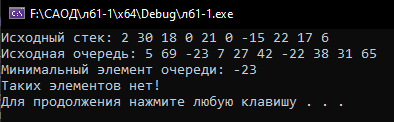 F:\САОД\л61-1\x64\Debug\л61-1.exe
Исходный стек: 2 30 18 0 21 0 -15 22 17 6
Исходная очередь: 5 69 -23 7 27 42 -22 38 31 65
Минимальный элемент очереди: -23
Таких элементов нет!
Для продолжения нажмите любую клавишу . . .